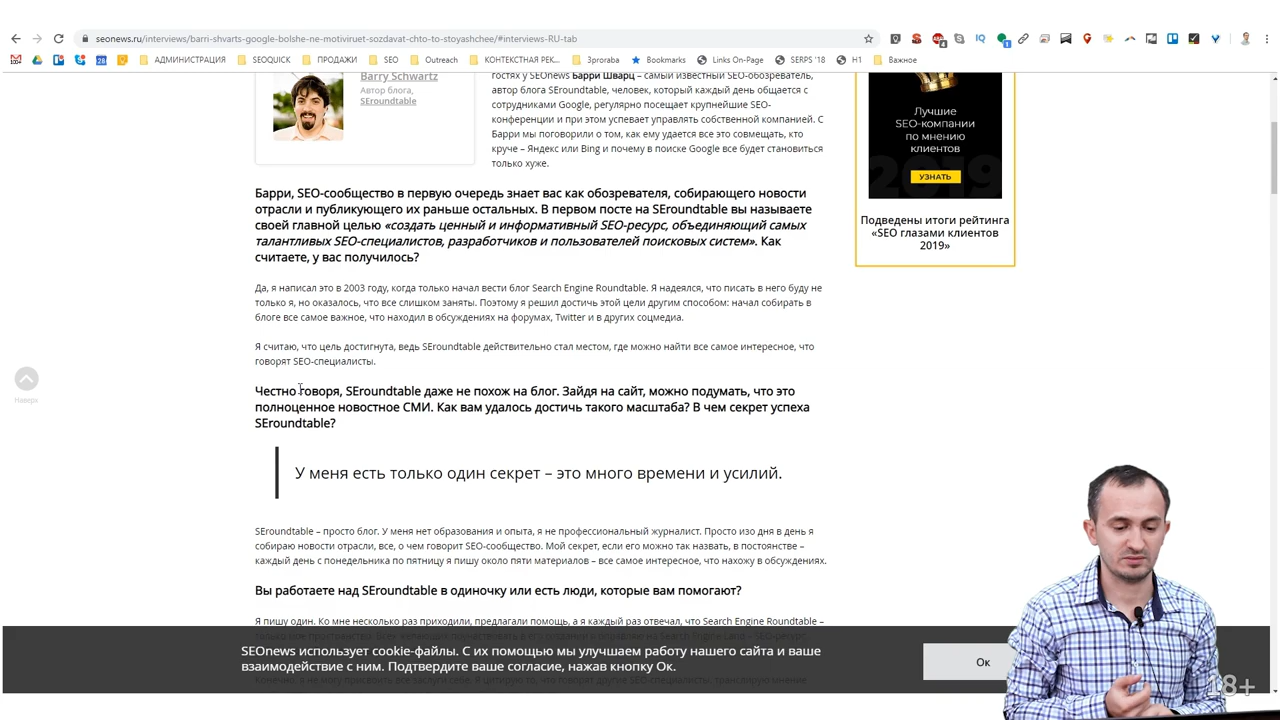 seonews.ru/interviews/barri-shvarts-google-bolshe-ne-motiviruet-sozdavat-chto-to-stoyashchee/#interviews-RU-tab
АДМИНИСТРАЦИЯ SEOQUICK ПРОДАЖИ SEO Outreach КОНТЕКСТНАЯ РЕК... 3proraba Bookmarks Links On-Page SERPS '18 H1 Важное
Barry Schwartz
Автор блога,
SEroundtable
гостях у SEOnews Барри Шварц – самый известный SEO-обозреватель,
автор блога SEroundtable, человек, который каждый день общается с
сотрудниками Google, регулярно посещает крупнейшие SEO-
конференции и при этом успевает управлять собственной компанией. С
Барри мы поговорили о том, как ему удается все это совмещать, кто
круче – Яндекс или Bing и почему в поиске Google все будет становиться
только хуже.
Лучшие
SEO-компании
по мнению
клиентов
2019
УЗНАТЬ
Подведены итоги рейтинга
«SEO глазами клиентов
2019»
Барри, SEO-сообщество в первую очередь знает вас как обозревателя, собирающего новости
отрасли и публикующего их раньше остальных. В первом посте на SEroundtable вы называете
своей главной целью «создать ценный и информативный SEO-ресурс, объединяющий самых
талантливых SEO-специалистов, разработчиков и пользователей поисковых систем». Как
считаете, у вас получилось?
Да, я написал это в 2003 году, когда только начал вести блог Search Engine Roundtable. Я надеялся, что писать в него буду не
только я, но оказалось, что все слишком заняты. Поэтому я решил достичь этой цели другим способом: начал собирать в
блоге все самое важное, что находил в обсуждениях на форумах, Twitter и в других соцмедиа.
Я считаю, что цель достигнута, ведь SEroundtable действительно стал местом, где можно найти все самое интересное, что
говорят SEO-специалисты.
Наверх
Честно говоря, SEroundtable даже не похож на блог. Зайдя на сайт, можно подумать, что это
полноценное новостное СМИ. Как вам удалось достичь такого масштаба? В чем секрет успеха
SEroundtable?
У меня есть только один секрет – это много времени и усилий.
SEroundtable – просто блог. У меня нет образования и опыта, я не профессиональный журналист. Просто изо дня в день я
собираю новости отрасли, все, о чем говорит SEO-сообщество. Мой секрет, если его можно так назвать, в постоянстве –
каждый день с понедельника по пятницу я пишу около пяти материалов – все самое интересное, что нахожу в обсуждениях.
Вы работаете над SEroundtable в одиночку или есть люди, которые вам помогают?
Я пишу один. Ко мне несколько раз приходили, предлагали помощь, а я каждый раз отвечал, что Search Engine Roundtable –
SEOnews использует cookie-файлы. С их помощью мы улучшаем работу нашего сайта и ваше
взаимодействие с ним. Подтвердите ваше согласие, нажав кнопку Ок.
Ок
18+